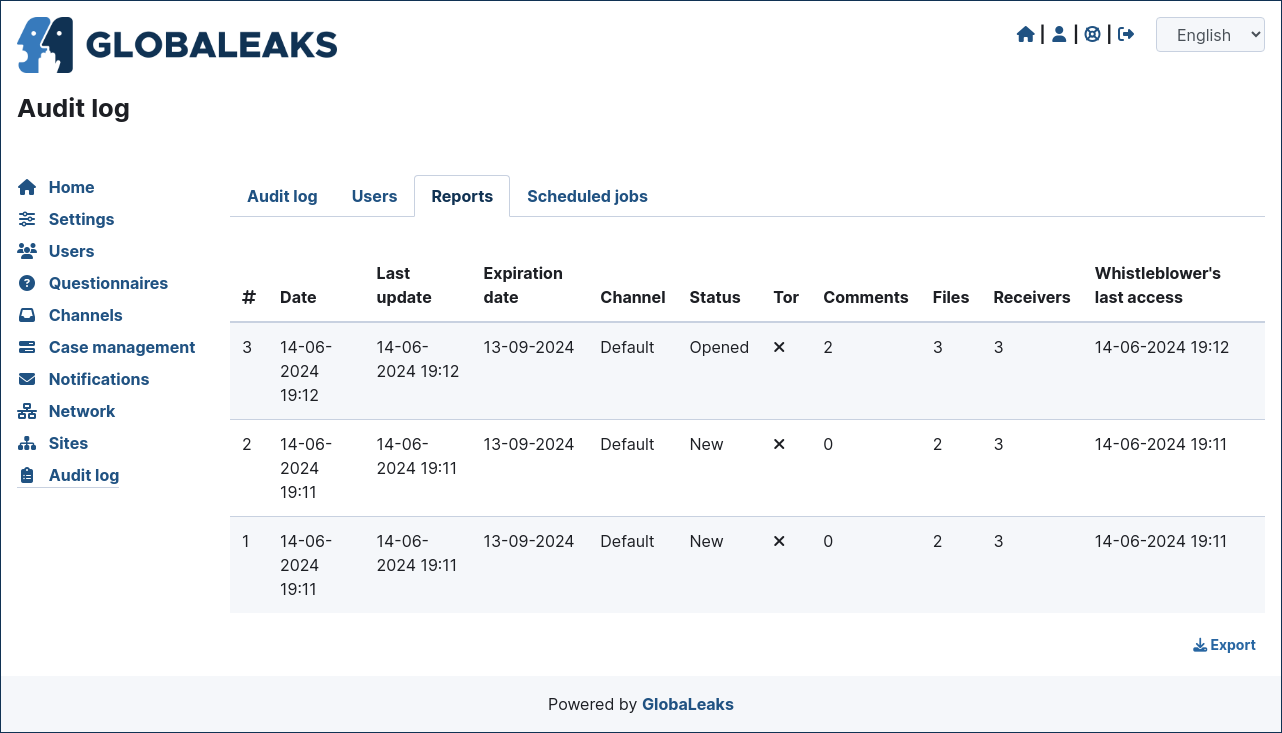 GLOBALEAKS
| | |
English
Audit log
Home
Settings
Users
Questionnaires
Channels
Case management
Notifications
Network
Sites
Audit log
Audit log Users Reports Scheduled jobs
# Date Last update Expiration date Channel Status Tor Comments Files Receivers Whistleblower's last access
3 14-06-2024 19:12 14-06-2024 19:12 13-09-2024 Default Opened 2 3 3 14-06-2024 19:12
2 14-06-2024 19:11 14-06-2024 19:11 13-09-2024 Default New 0 2 3 14-06-2024 19:11
1 14-06-2024 19:11 14-06-2024 19:11 13-09-2024 Default New 0 2 3 14-06-2024 19:11
Export
Powered by GlobaLeaks